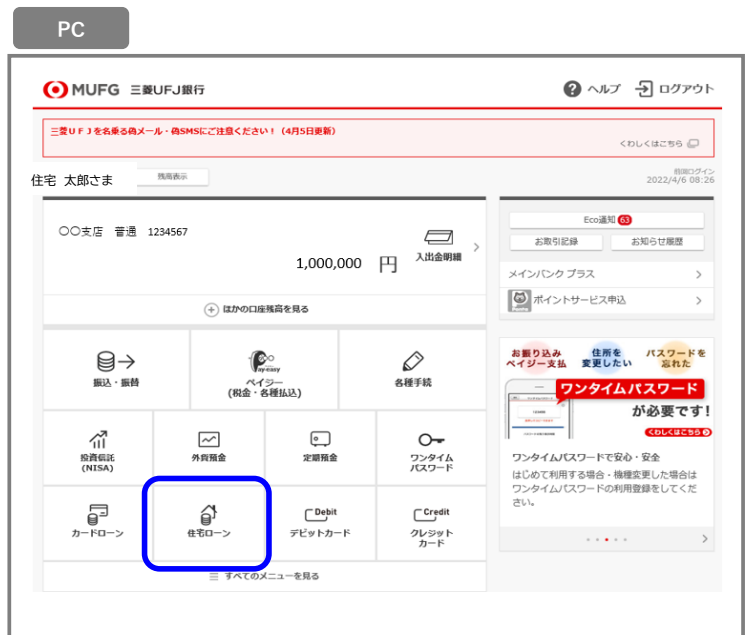 PC
MUFG 三菱UFJ銀行
ヘルプ ログアウト
三菱UFJを名乗る偽メール・偽SMSにご注意ください!(4月5日更新)
くわしくはこちら
住宅 太郎さま
残高表示
前回ログイン
2022/4/6 08:26
〇〇支店 普通 1234567
1,000,000 円
入出金明細
ほかの口座残高を見る
振込・振替
Pay-easy
ペイジー
(税金・各種払込)
各種手続
投資信託
(NISA)
外貨預金
定期預金
ワンタイム
パスワード
カードローン
住宅ローン
Debit
デビットカード
Credit
クレジット
カード
すべてのメニューを見る
Eco通知 63
お取引記録
お知らせ履歴
メインバンク プラス
ポイントサービス申込
お振り込み
ペイジー支払
住所を
変更したい
パスワードを
忘れた
ワンタイムパスワード
が必要です!
くわしくはこちら
ワンタイムパスワードで安心・安全
はじめて利用する場合・機種変更した場合は
ワンタイムパスワードの利用登録をしてくだ
さい。